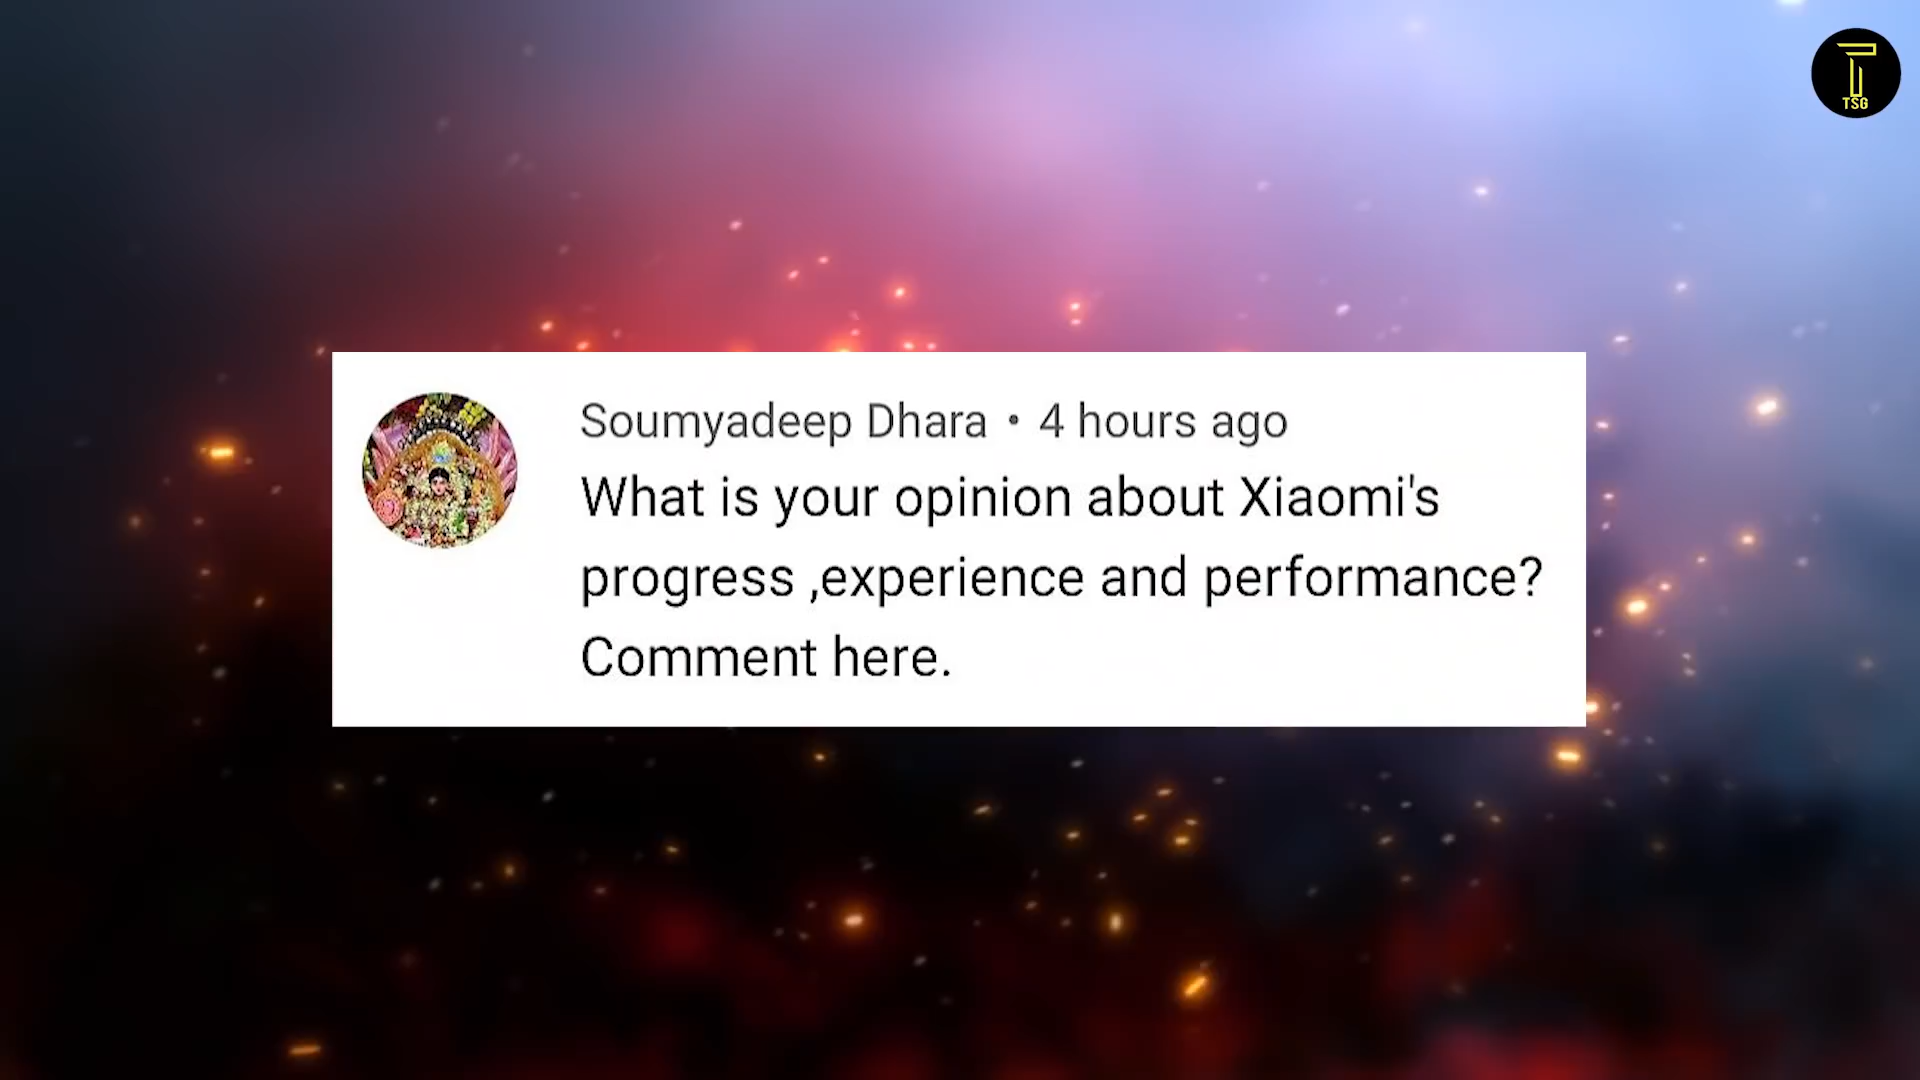 TSG
Soumyadeep Dhara • 4 hours ago
What is your opinion about Xiaomi's
progress ,experience and performance?
Comment here.